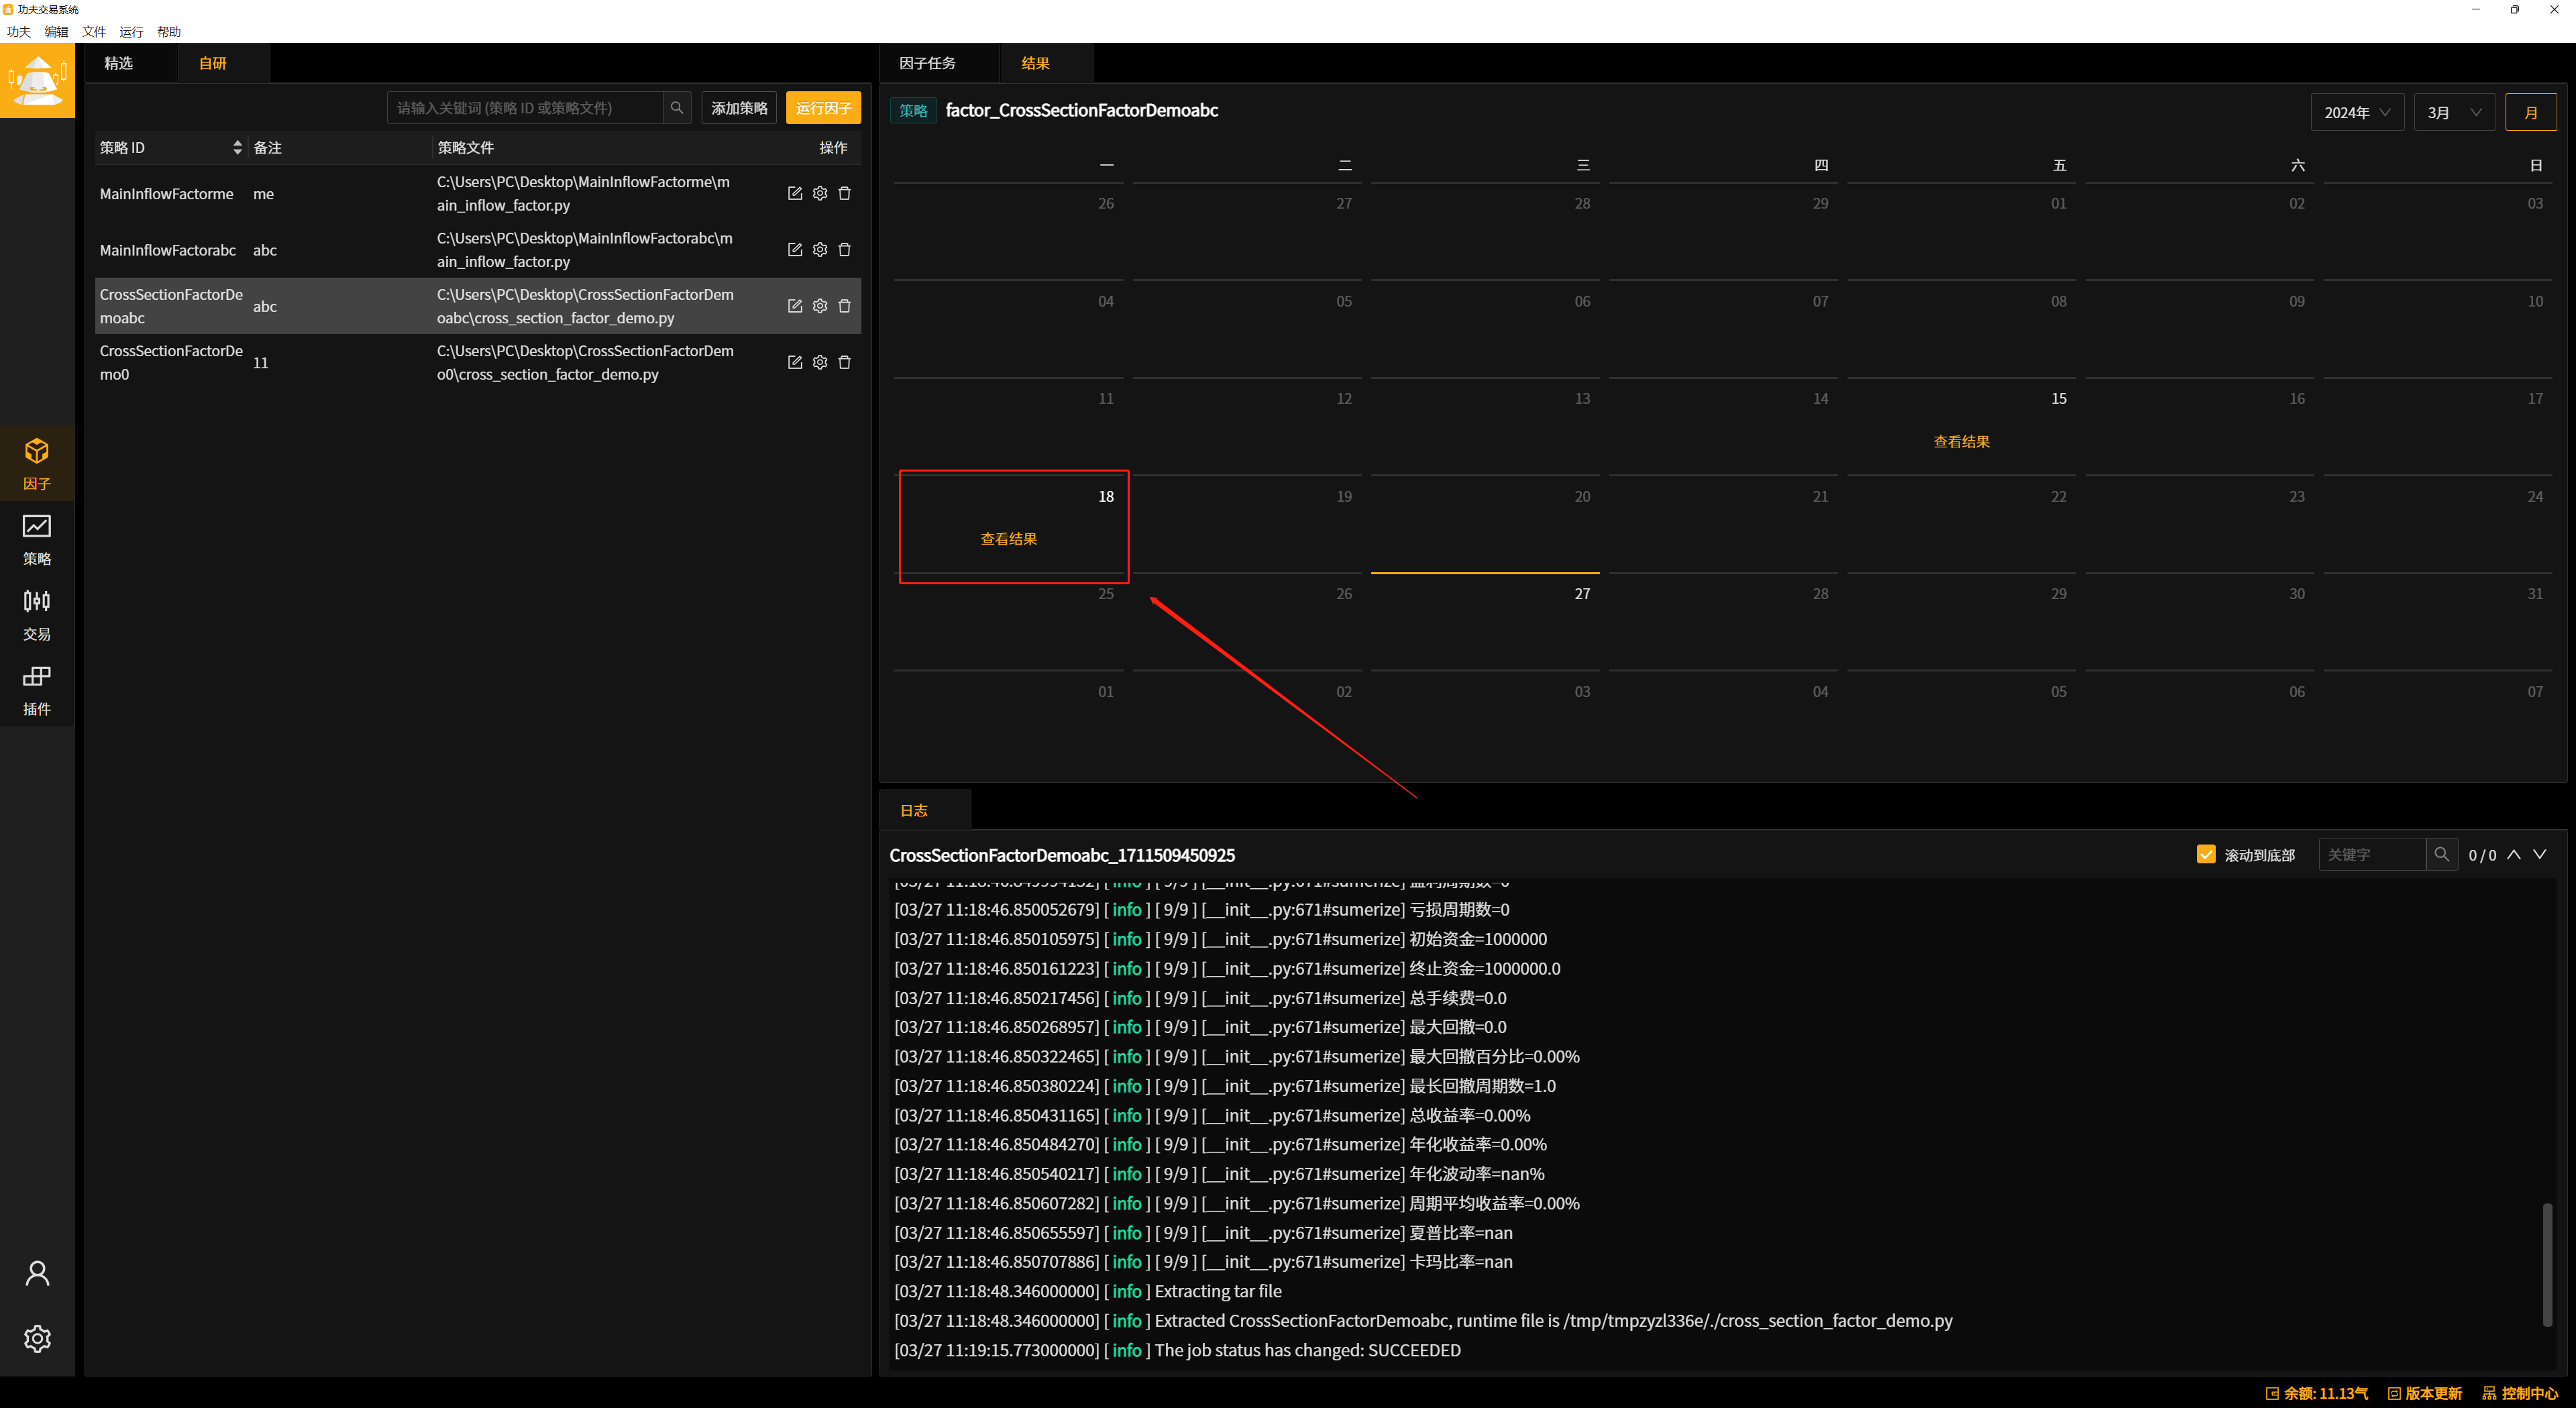 功夫交易系统
功夫 编辑 文件 运行 帮助
精选 自研
请输入关键词 (策略 ID 或策略文件) 添加策略 运行因子
策略 ID 备注 策略文件 操作
MainInflowFactorme me C:\Users\PC\Desktop\MainInflowFactorme\m
ain_inflow_factor.py
MainInflowFactorabc abc C:\Users\PC\Desktop\MainInflowFactorabc\m
ain_inflow_factor.py
CrossSectionFactorDe abc C:\Users\PC\Desktop\CrossSectionFactorDem
moabc oabc\cross_section_factor_demo.py
CrossSectionFactorDe 11 C:\Users\PC\Desktop\CrossSectionFactorDem
mo0 o0\cross_section_factor_demo.py
因子
策略
交易
插件
因子任务 结果
策略 factor_CrossSectionFactorDemoabc 2024年 3月 月
一 二 三 四 五 六 日
26 27 28 29 01 02 03
04 05 06 07 08 09 10
11 12 13 14 15 16 17
查看结果
18 19 20 21 22 23 24
查看结果
25 26 27 28 29 30 31
01 02 03 04 05 06 07
日志
CrossSectionFactorDemoabc_1711509450925 滚动到底部 关键字 0 / 0
[03/27 11:18:46.850052679] [ info ] [ 9/9 ] [__init__.py:671#sumerize] 亏损周期数=0
[03/27 11:18:46.850105975] [ info ] [ 9/9 ] [__init__.py:671#sumerize] 初始资金=1000000
[03/27 11:18:46.850161223] [ info ] [ 9/9 ] [__init__.py:671#sumerize] 终止资金=1000000.0
[03/27 11:18:46.850217456] [ info ] [ 9/9 ] [__init__.py:671#sumerize] 总手续费=0.0
[03/27 11:18:46.850268957] [ info ] [ 9/9 ] [__init__.py:671#sumerize] 最大回撤=0.0
[03/27 11:18:46.850322465] [ info ] [ 9/9 ] [__init__.py:671#sumerize] 最大回撤百分比=0.00%
[03/27 11:18:46.850380224] [ info ] [ 9/9 ] [__init__.py:671#sumerize] 最长回撤周期数=1.0
[03/27 11:18:46.850431165] [ info ] [ 9/9 ] [__init__.py:671#sumerize] 总收益率=0.00%
[03/27 11:18:46.850484270] [ info ] [ 9/9 ] [__init__.py:671#sumerize] 年化收益率=0.00%
[03/27 11:18:46.850540217] [ info ] [ 9/9 ] [__init__.py:671#sumerize] 年化波动率=nan%
[03/27 11:18:46.850607282] [ info ] [ 9/9 ] [__init__.py:671#sumerize] 周期平均收益率=0.00%
[03/27 11:18:46.850655597] [ info ] [ 9/9 ] [__init__.py:671#sumerize] 夏普比率=nan
[03/27 11:18:46.850707886] [ info ] [ 9/9 ] [__init__.py:671#sumerize] 卡玛比率=nan
[03/27 11:18:48.346000000] [ info ] Extracting tar file
[03/27 11:18:48.346000000] [ info ] Extracted CrossSectionFactorDemoabc, runtime file is /tmp/tmpzyzl336e/./cross_section_factor_demo.py
[03/27 11:19:15.773000000] [ info ] The job status has changed: SUCCEEDED
余额: 11.13气 版本更新 控制中心